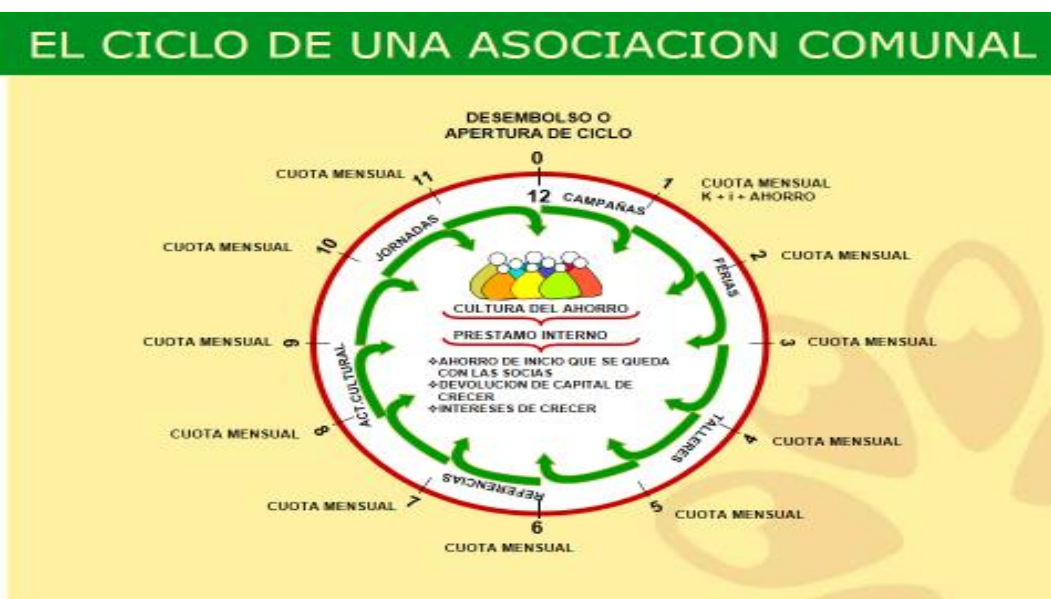 EL CICLO DE UNA ASOCIACION COMUNAL
DESEMBOLSO O
APERTURA DE CICLO
0
12
1
CUOTA MENSUAL
K + i + AHORRO
2
CUOTA MENSUAL
3
CUOTA MENSUAL
4
CUOTA MENSUAL
5
CUOTA MENSUAL
6
CUOTA MENSUAL
7
CUOTA MENSUAL
8
CUOTA MENSUAL
9
CUOTA MENSUAL
10
CUOTA MENSUAL
11
CUOTA MENSUAL
CAMPAÑAS
FERIAS
TALLERES
REFERENCIAS
ACT.CULTURAL
JORNADAS
CULTURA DEL AHORRO
PRESTAMO INTERNO
❖AHORRO DE INICIO QUE SE QUEDA
CON LAS SOCIAS
❖DEVOLUCION DE CAPITAL DE
CRECER
❖INTERESES DE CRECER